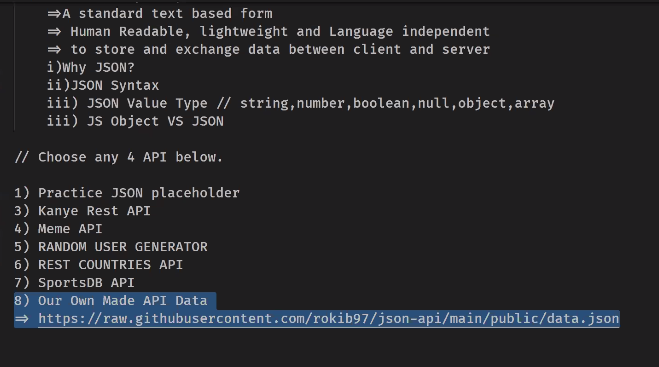 ⇒A standard text based form
⇒ Human Readable, lightweight and Language independent
⇒ to store and exchange data between client and server
i)Why JSON?
ii)JSON Syntax
iii) JSON Value Type // string,number,boolean,null,object,array
iii) JS Object VS JSON
// Choose any 4 API below.
1) Practice JSON placeholder
3) Kanye Rest API
4) Meme API
5) RANDOM USER GENERATOR
6) REST COUNTRIES API
7) SportsDB API
8) Our Own Made API Data
⇒ https://raw.githubusercontent.com/rokib97/json-api/main/public/data.json